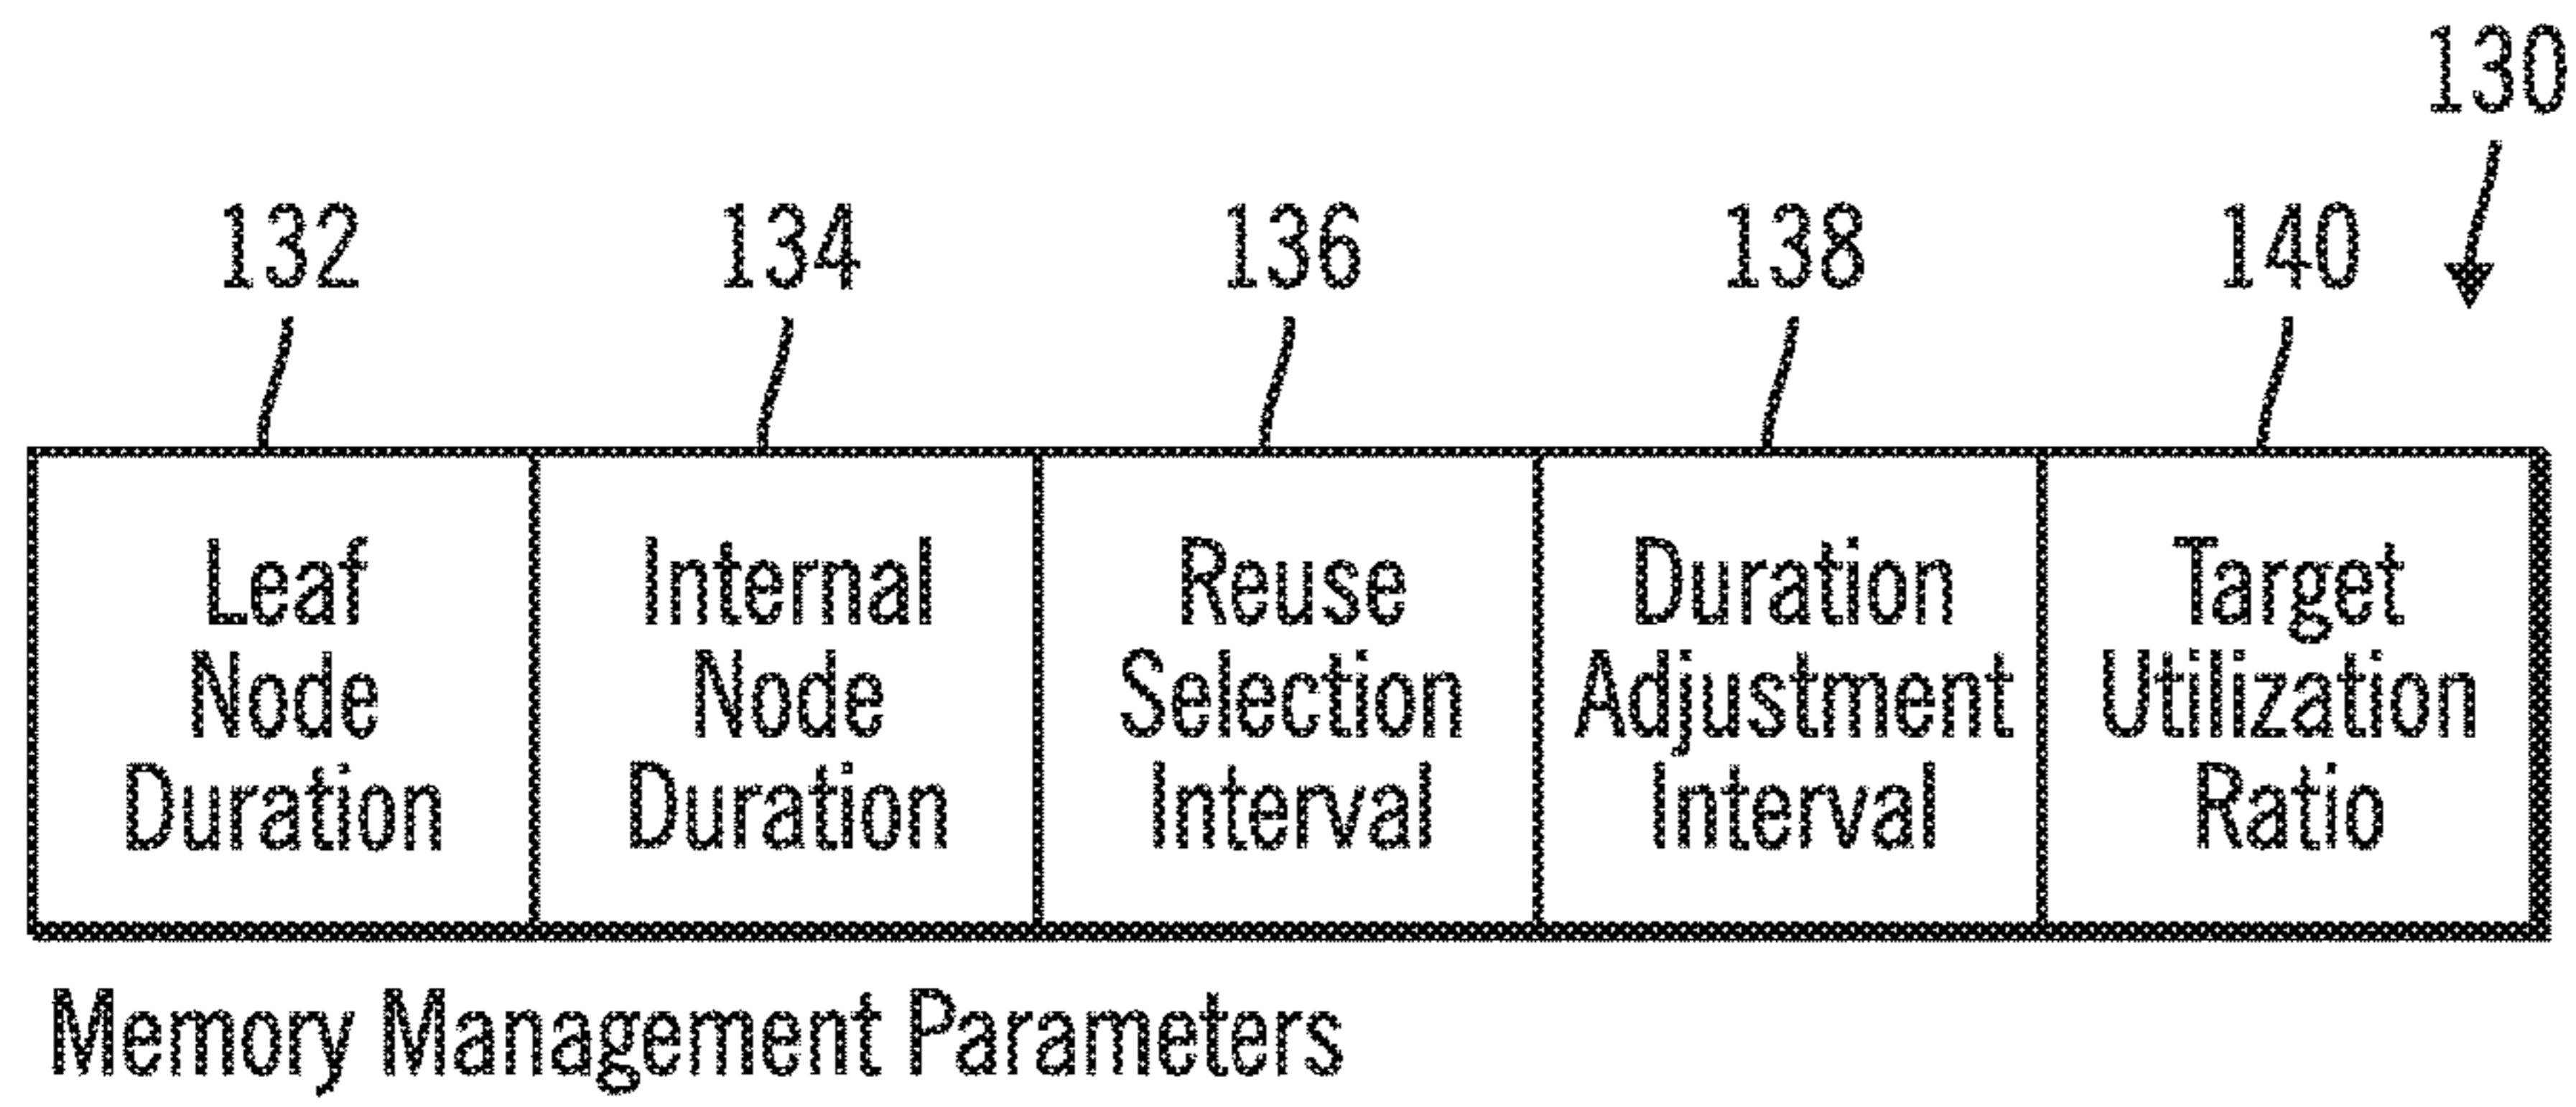 130
132
134
136
138
140
Leaf
Node
Duration
Internal
Node
Duration
Reuse
Selection
Interval
Duration
Adjustment
Interval
Target
Utilization
Ratio
Memory Management Parameters